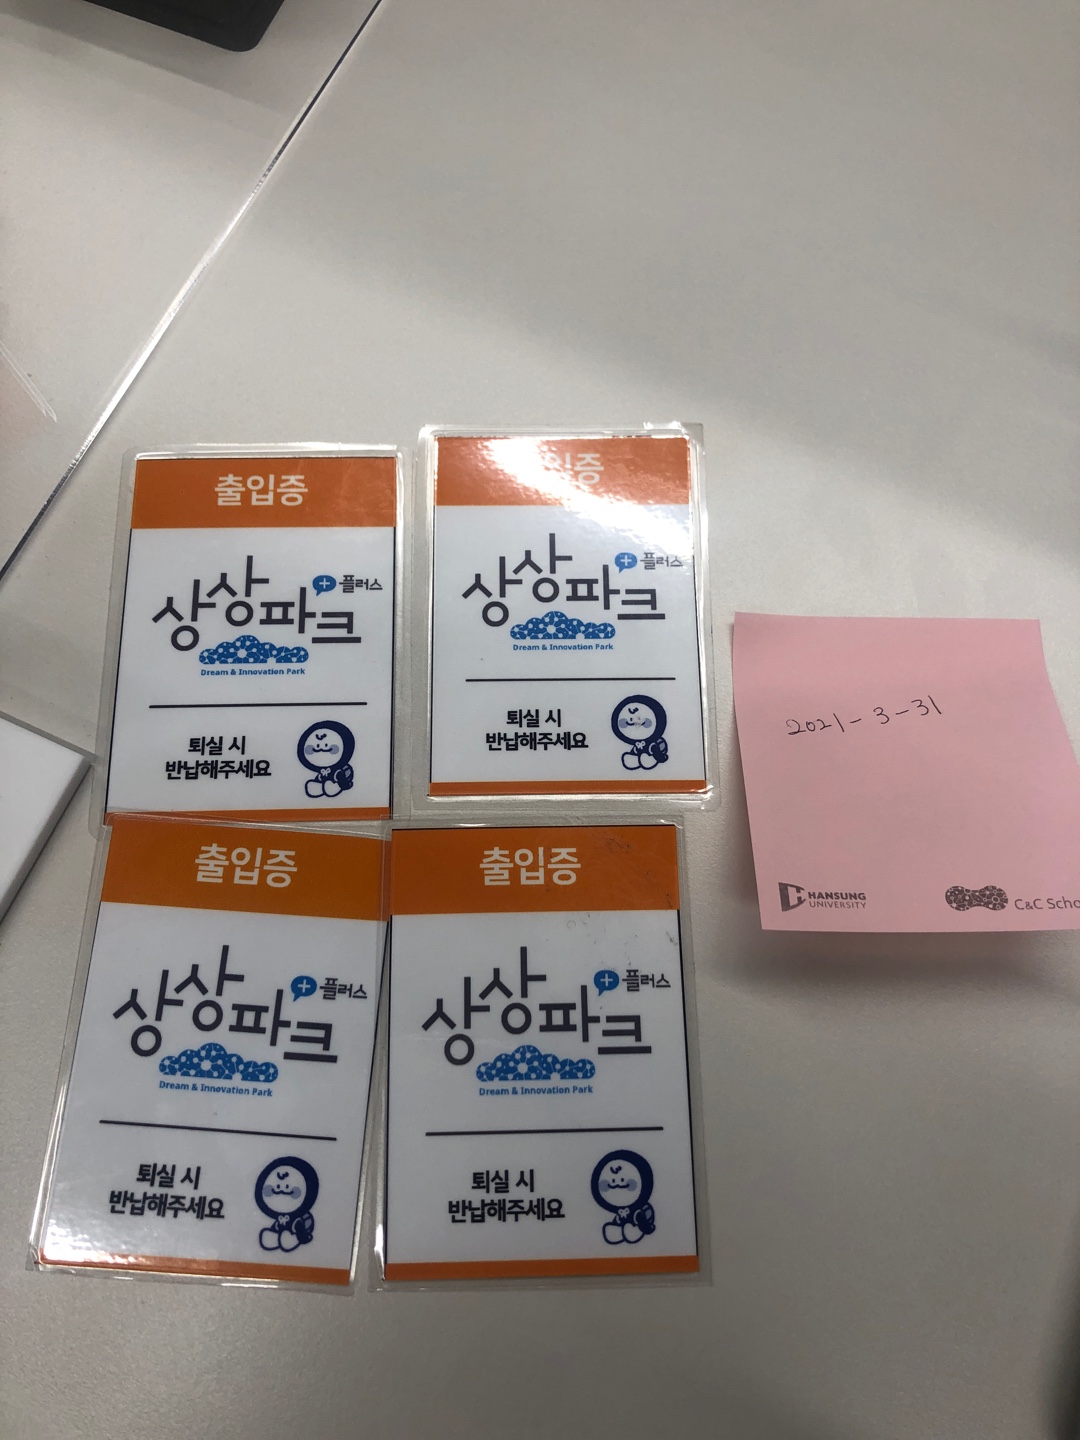 출입증
상상파크
플러스
Dream & Innovation Park
퇴실 시
반납해주세요
입증
상상파크
플러스
Dream & Innovation Park
퇴실 시
반납해주세요
출입증
상상파크
플러스
Dream & Innovation Park
퇴실 시
반납해주세요
출입증
상상파크
플러스
Dream & Innovation Park
퇴실 시
반납해주세요
2021-3-31
HANSUNG
UNIVERSITY
C&C Scho